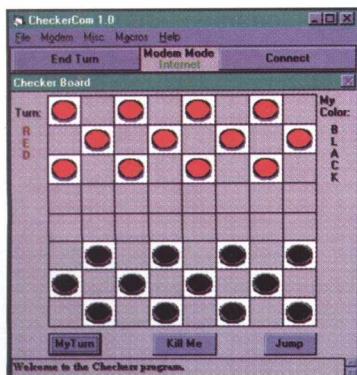 CheckerCom 1.0
File Modem Misc Macros Help
End Turn
Modem Mode
Internet
Connect
Checker Board
Turn:
RED
My Color:
BLACK
MyTurn
Kill Me
Jump
Welcome to the Checkers program.